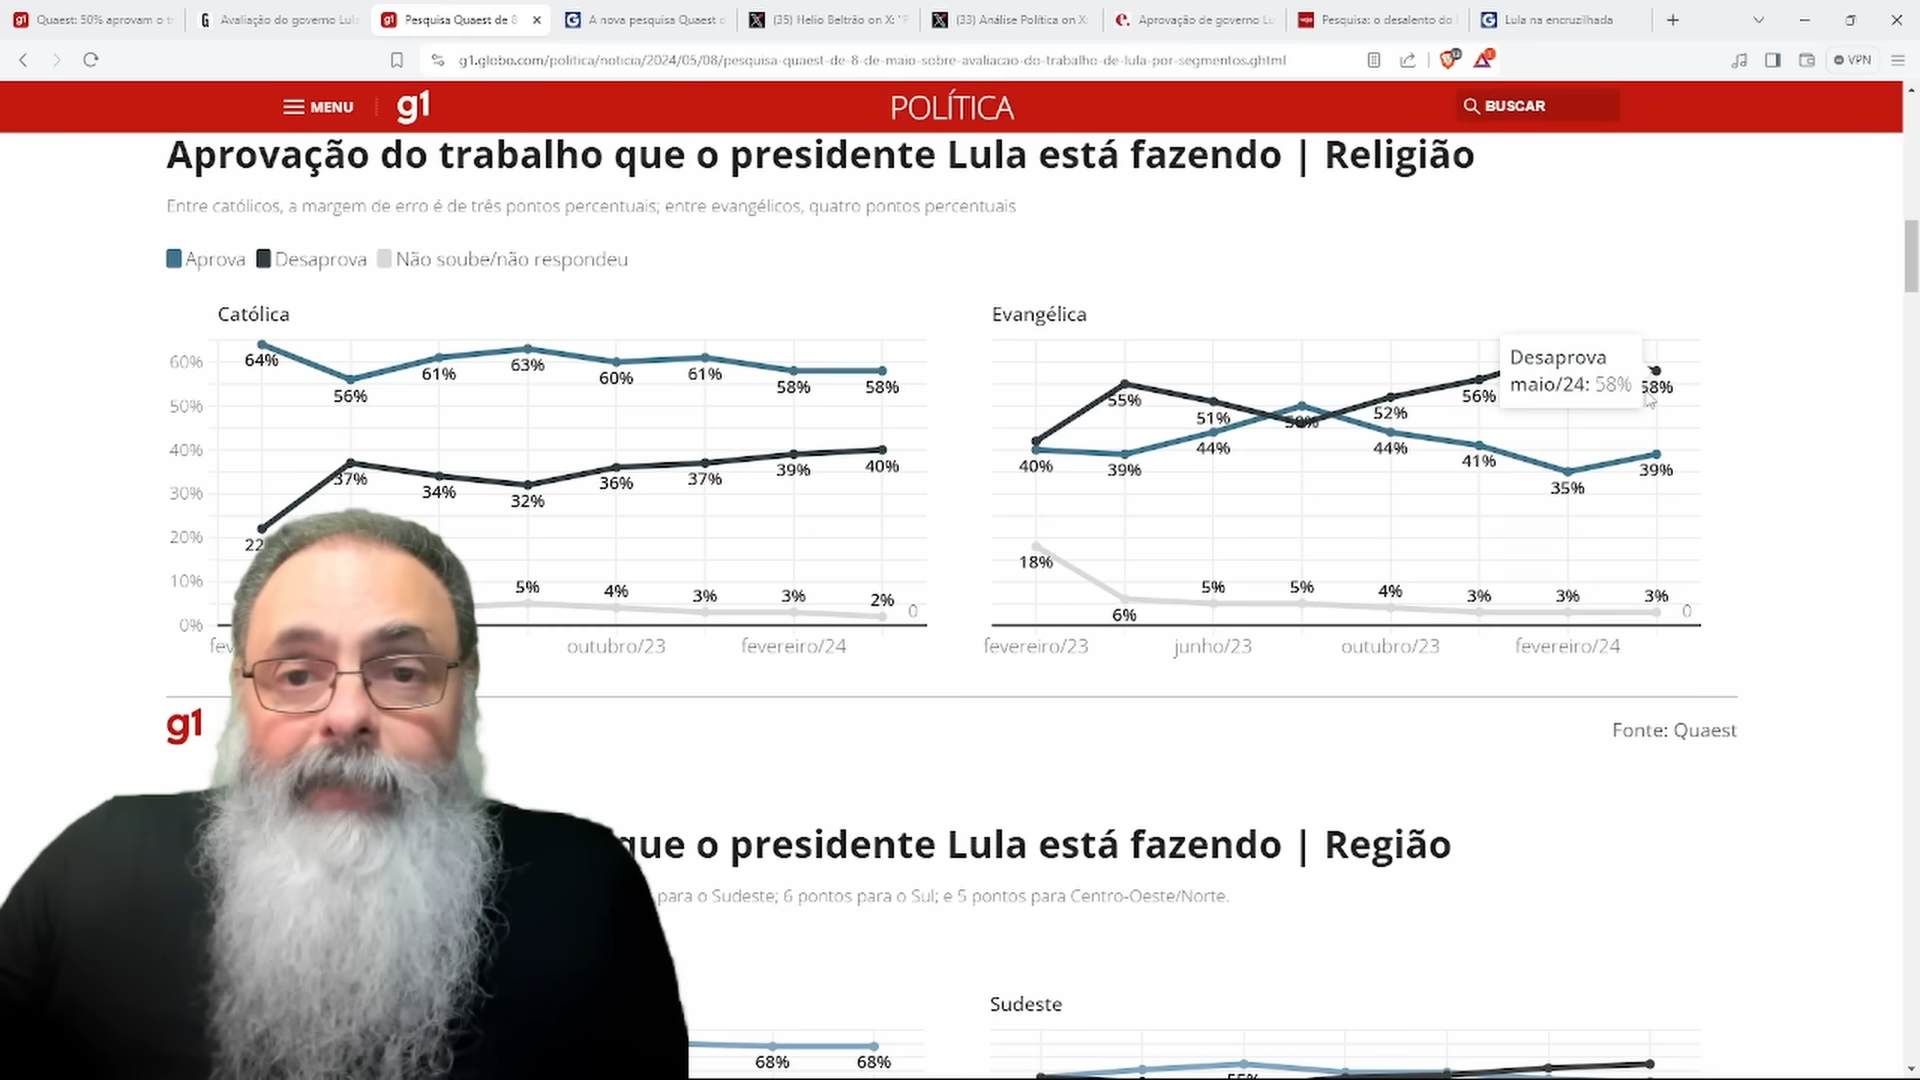 Quaest: 50% aprovam o t
Avaliação do governo Lula
Pesquisa Quaest de 8
A nova pesquisa Quaest
(35) Helio Beltrão on X: "P
(33) Análise Política on X
Aprovação de governo Lu
Pesquisa: o desalento do
Lula na encruzilhada
g1.globo.com/politica/noticia/2024/05/08/pesquisa-quaest-de-8-de-maio-sobre-avaliacao-do-trabalho-de-lula-por-segmentos.ghtml
VPN
MENU
g1
POLÍTICA
BUSCAR
Aprovação do trabalho que o presidente Lula está fazendo | Religião
Entre católicos, a margem de erro é de três pontos percentuais; entre evangélicos, quatro pontos percentuais
Aprova Desaprova Não soube/não respondeu
Católica
60%
50%
40%
30%
20%
10%
0%
64% 56% 61% 63% 60% 61% 58% 58%
37% 34% 32% 36% 37% 39% 40%
22
5% 4% 3% 3% 2%
0
fev
outubro/23
fevereiro/24
Evangélica
Desaprova
maio/24: 58%
55% 51% 52% 56% 58%
40% 39% 44% 44% 41% 35% 39%
18% 6% 5% 5% 4% 3% 3% 3%
0
fevereiro/23
junho/23
outubro/23
fevereiro/24
g1
Fonte: Quaest
que o presidente Lula está fazendo | Região
para o Sudeste; 6 pontos para o Sul; e 5 pontos para Centro-Oeste/Norte.
Sudeste
68% 68%
55%